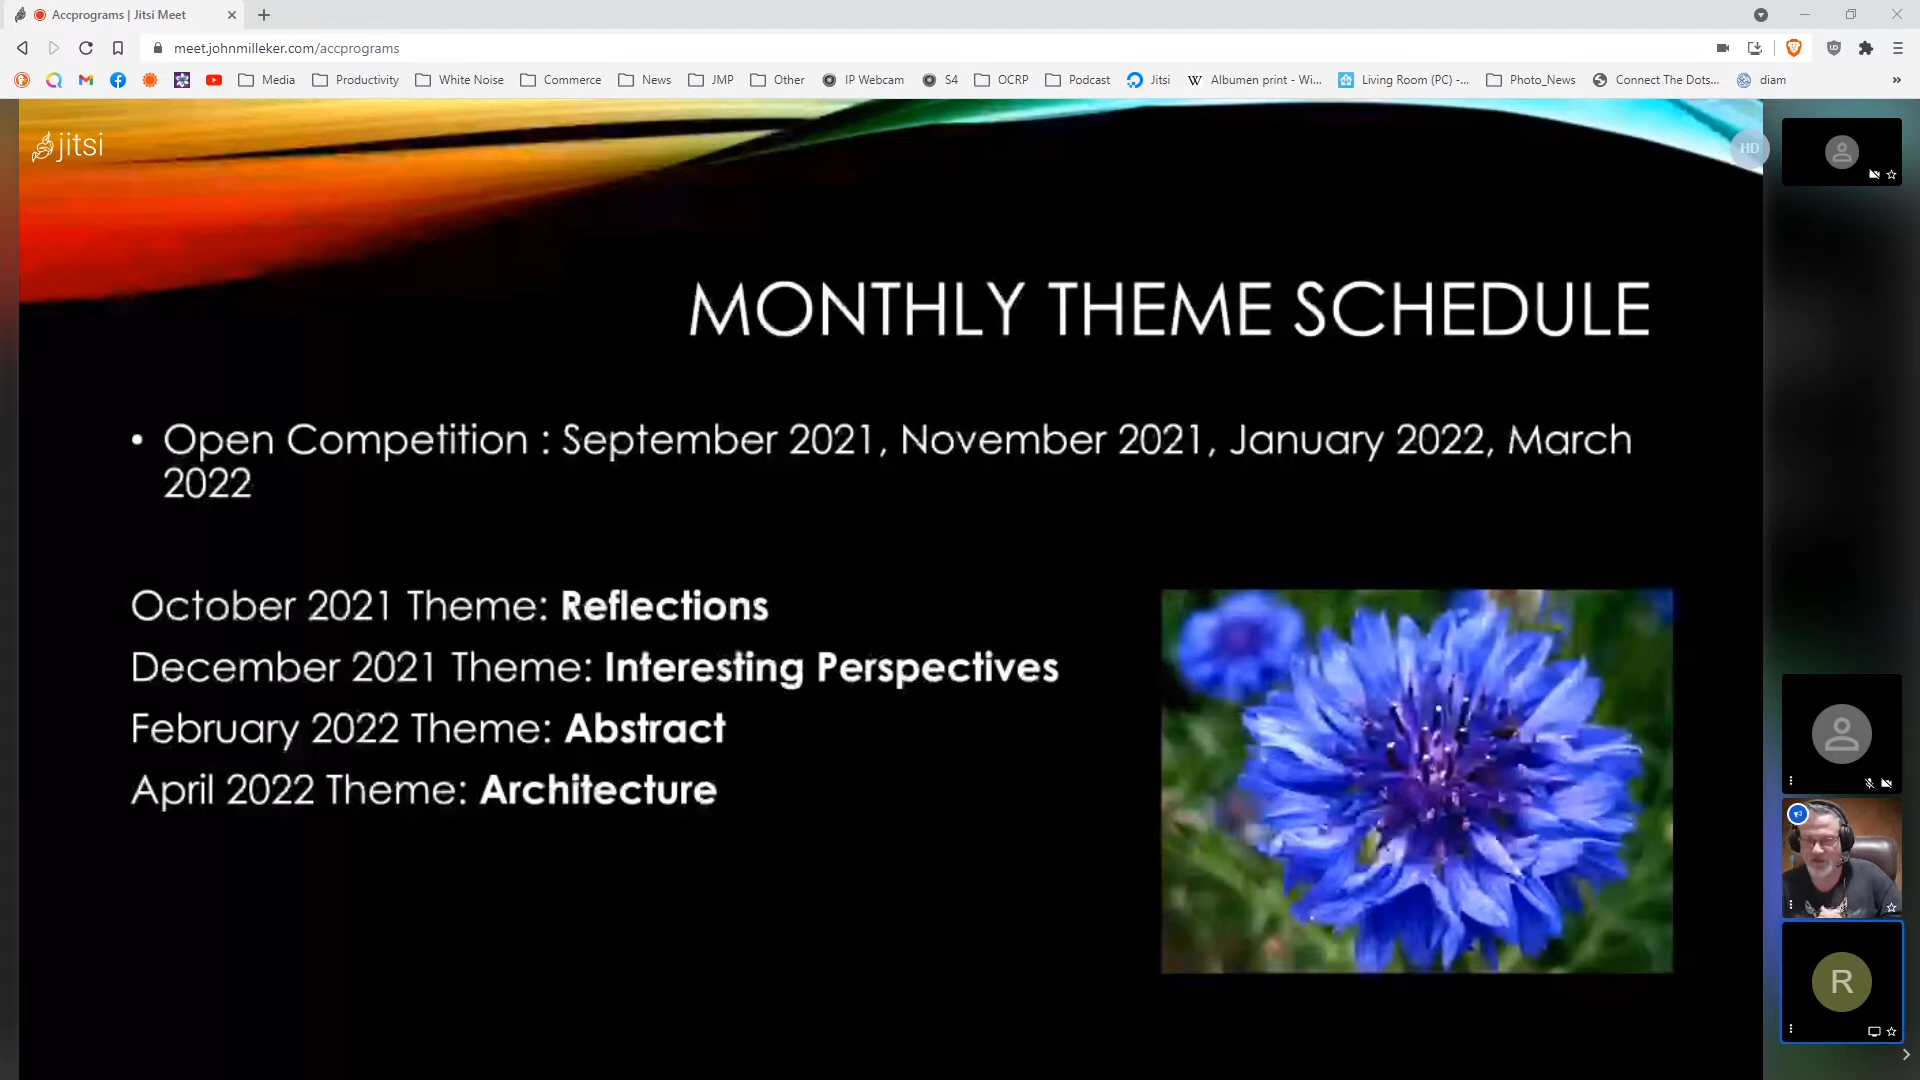 Accprograms | Jitsi Meet
meet.johnmilleker.com/accprograms
Media Productivity White Noise Commerce News JMP Other IP Webcam S4 OCRP Podcast Jitsi W Albumen print - Wi... Living Room (PC) -... Photo_News Connect The Dots... diam »
jitsi
HD
MONTHLY THEME SCHEDULE
• Open Competition : September 2021, November 2021, January 2022, March
2022
October 2021 Theme: Reflections
December 2021 Theme: Interesting Perspectives
February 2022 Theme: Abstract
April 2022 Theme: Architecture
R